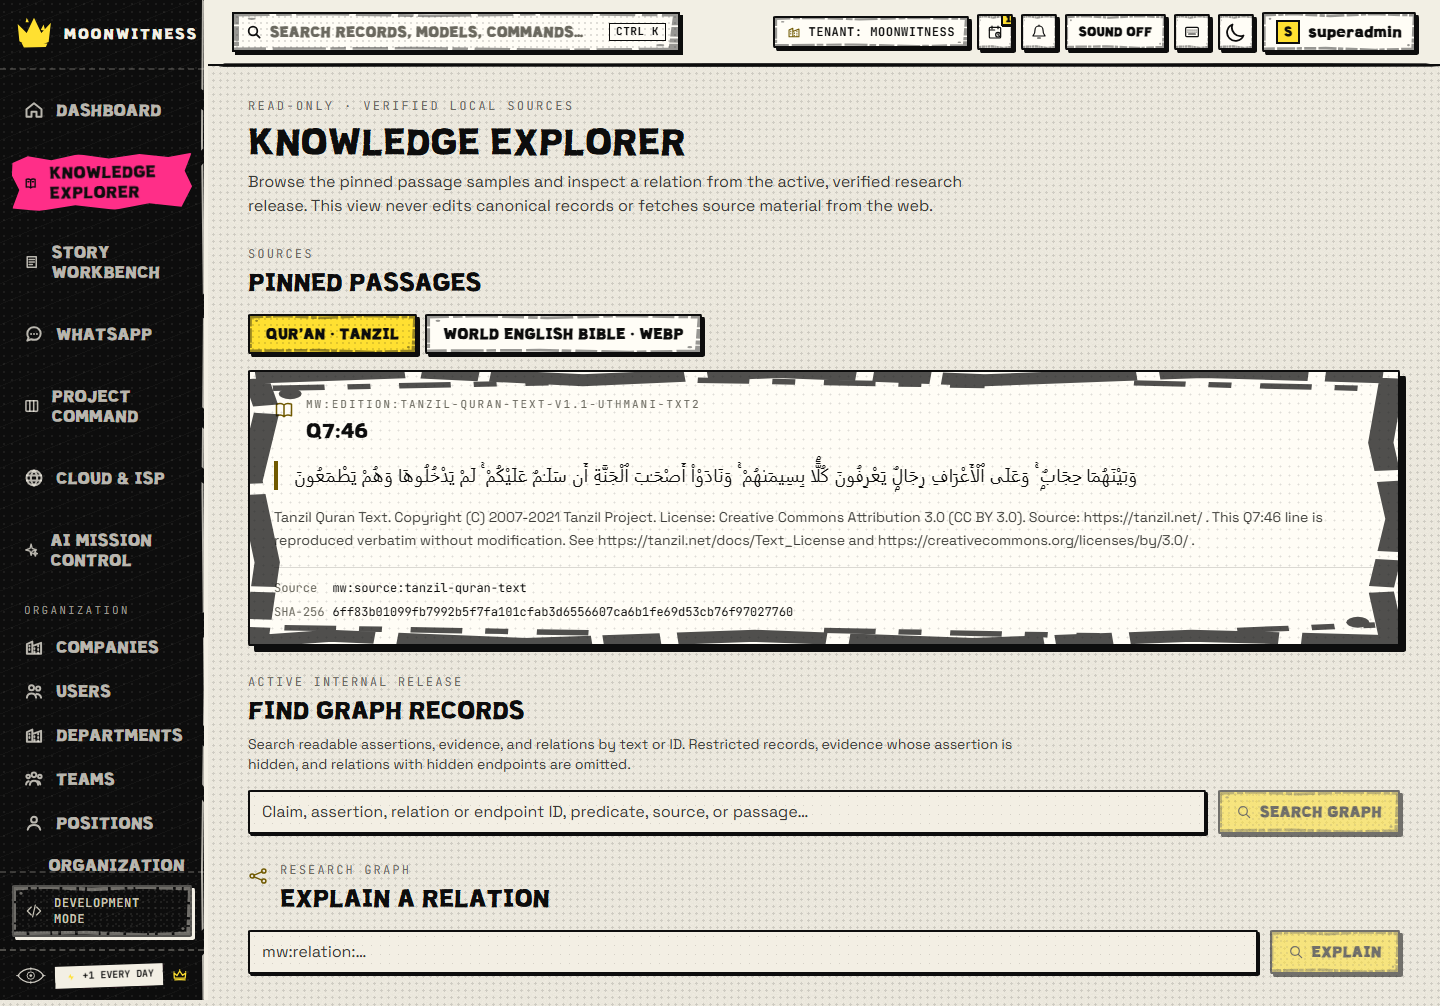 MOONWITNESS
SEARCH RECORDS, MODELS, COMMANDS...
CTRL K
TENANT: MOONWITNESS
1
SOUND OFF
S
superadmin
DASHBOARD
KNOWLEDGE
EXPLORER
STORY
WORKBENCH
WHATSAPP
PROJECT
COMMAND
CLOUD & ISP
AI MISSION
CONTROL
ORGANIZATION
COMPANIES
USERS
DEPARTMENTS
TEAMS
POSITIONS
ORGANIZATION
DEVELOPMENT
MODE
+1 EVERY DAY
READ-ONLY · VERIFIED LOCAL SOURCES
KNOWLEDGE EXPLORER
Browse the pinned passage samples and inspect a relation from the active, verified research
release. This view never edits canonical records or fetches source material from the web.
SOURCES
PINNED PASSAGES
QUR'AN · TANZIL
WORLD ENGLISH BIBLE · WEBP
MW:EDITION:TANZIL-QURAN-TEXT-V1.1-UTHMANI-TXT2
Q7:46
وَبَيْنَهُمَا حِجَابٌ ۚ وَعَلَى ٱلْأَعْرَافِ رِجَالٌ يَعْرِفُونَ كُلًّۢا بِسِيمَىٰهُمْ ۚ وَنَادَوْا۟ أَصْحَـٰبَ ٱلْجَنَّةِ أَن سَلَـٰمٌ عَلَيْكُمْ ۚ لَمْ يَدْخُلُوهَا وَهُمْ يَطْمَعُونَ
Tanzil Quran Text. Copyright (C) 2007-2021 Tanzil Project. License: Creative Commons Attribution 3.0 (CC BY 3.0). Source: https://tanzil.net/ . This Q7:46 line is
reproduced verbatim without modification. See https://tanzil.net/docs/Text_License and https://creativecommons.org/licenses/by/3.0/ .
Source mw:source:tanzil-quran-text
SHA-256 6ff83b01099fb7992b5f7fa101cfab3d6556607ca6b1fe69d53cb76f97027760
ACTIVE INTERNAL RELEASE
FIND GRAPH RECORDS
Search readable assertions, evidence, and relations by text or ID. Restricted records, evidence whose assertion is
hidden, and relations with hidden endpoints are omitted.
Claim, assertion, relation or endpoint ID, predicate, source, or passage...
SEARCH GRAPH
RESEARCH GRAPH
EXPLAIN A RELATION
mw:relation:...
EXPLAIN